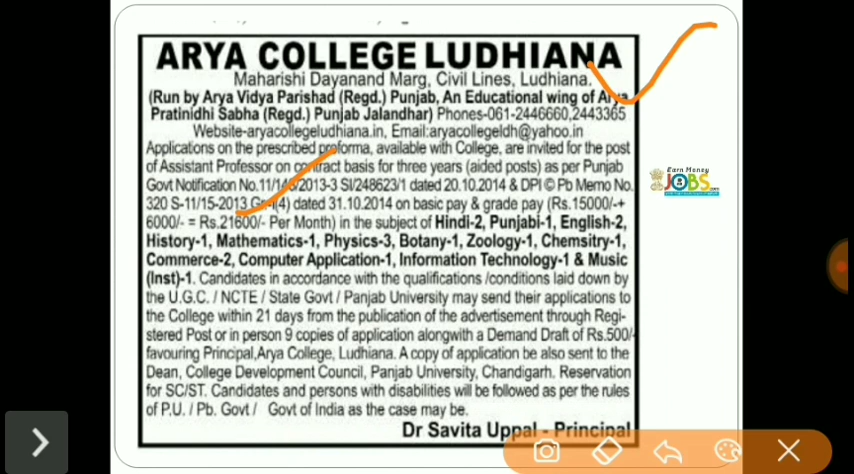 ARYA COLLEGE LUDHIANA
Maharishi Dayanand Marg, Civil Lines, Ludhiana.
(Run by Arya Vidya Parishad (Regd.) Punjab, An Educational wing of Arya
Pratinidhi Sabha (Regd.) Punjab Jalandhar) Phones-061-2446660,2443365
Website-aryacollegeludhiana.in, Email:aryacollegeldh@yahoo.in
Applications on the prescribed proforma, available with College, are invited for the post
of Assistant Professor on contract basis for three years (aided posts) as per Punjab
Govt Notification No.11/146/2013-3 SI/248623/1 dated 20.10.2014 & DPI © Pb Memo No.
320 S-11/15-2013 Gr-I(4) dated 31.10.2014 on basic pay & grade pay (Rs.15000/-+
6000/- = Rs.21600/- Per Month) in the subject of Hindi-2, Punjabi-1, English-2,
History-1, Mathematics-1, Physics-3, Botany-1, Zoology-1, Chemsitry-1,
Commerce-2, Computer Application-1, Information Technology-1 & Music
(Inst)-1. Candidates in accordance with the qualifications /conditions laid down by
the U.G.C. / NCTE / State Govt / Panjab University may send their applications to
the College within 21 days from the publication of the advertisement through Regi-
stered Post or in person 9 copies of application alongwith a Demand Draft of Rs.500/-
favouring Principal,Arya College, Ludhiana. A copy of application be also sent to the
Dean, College Development Council, Panjab University, Chandigarh. Reservation
for SC/ST. Candidates and persons with disabilities will be followed as per the rules
of P.U. / Pb. Govt / Govt of India as the case may be.
Dr Savita Uppal - Principal
Earn Money
JOBS